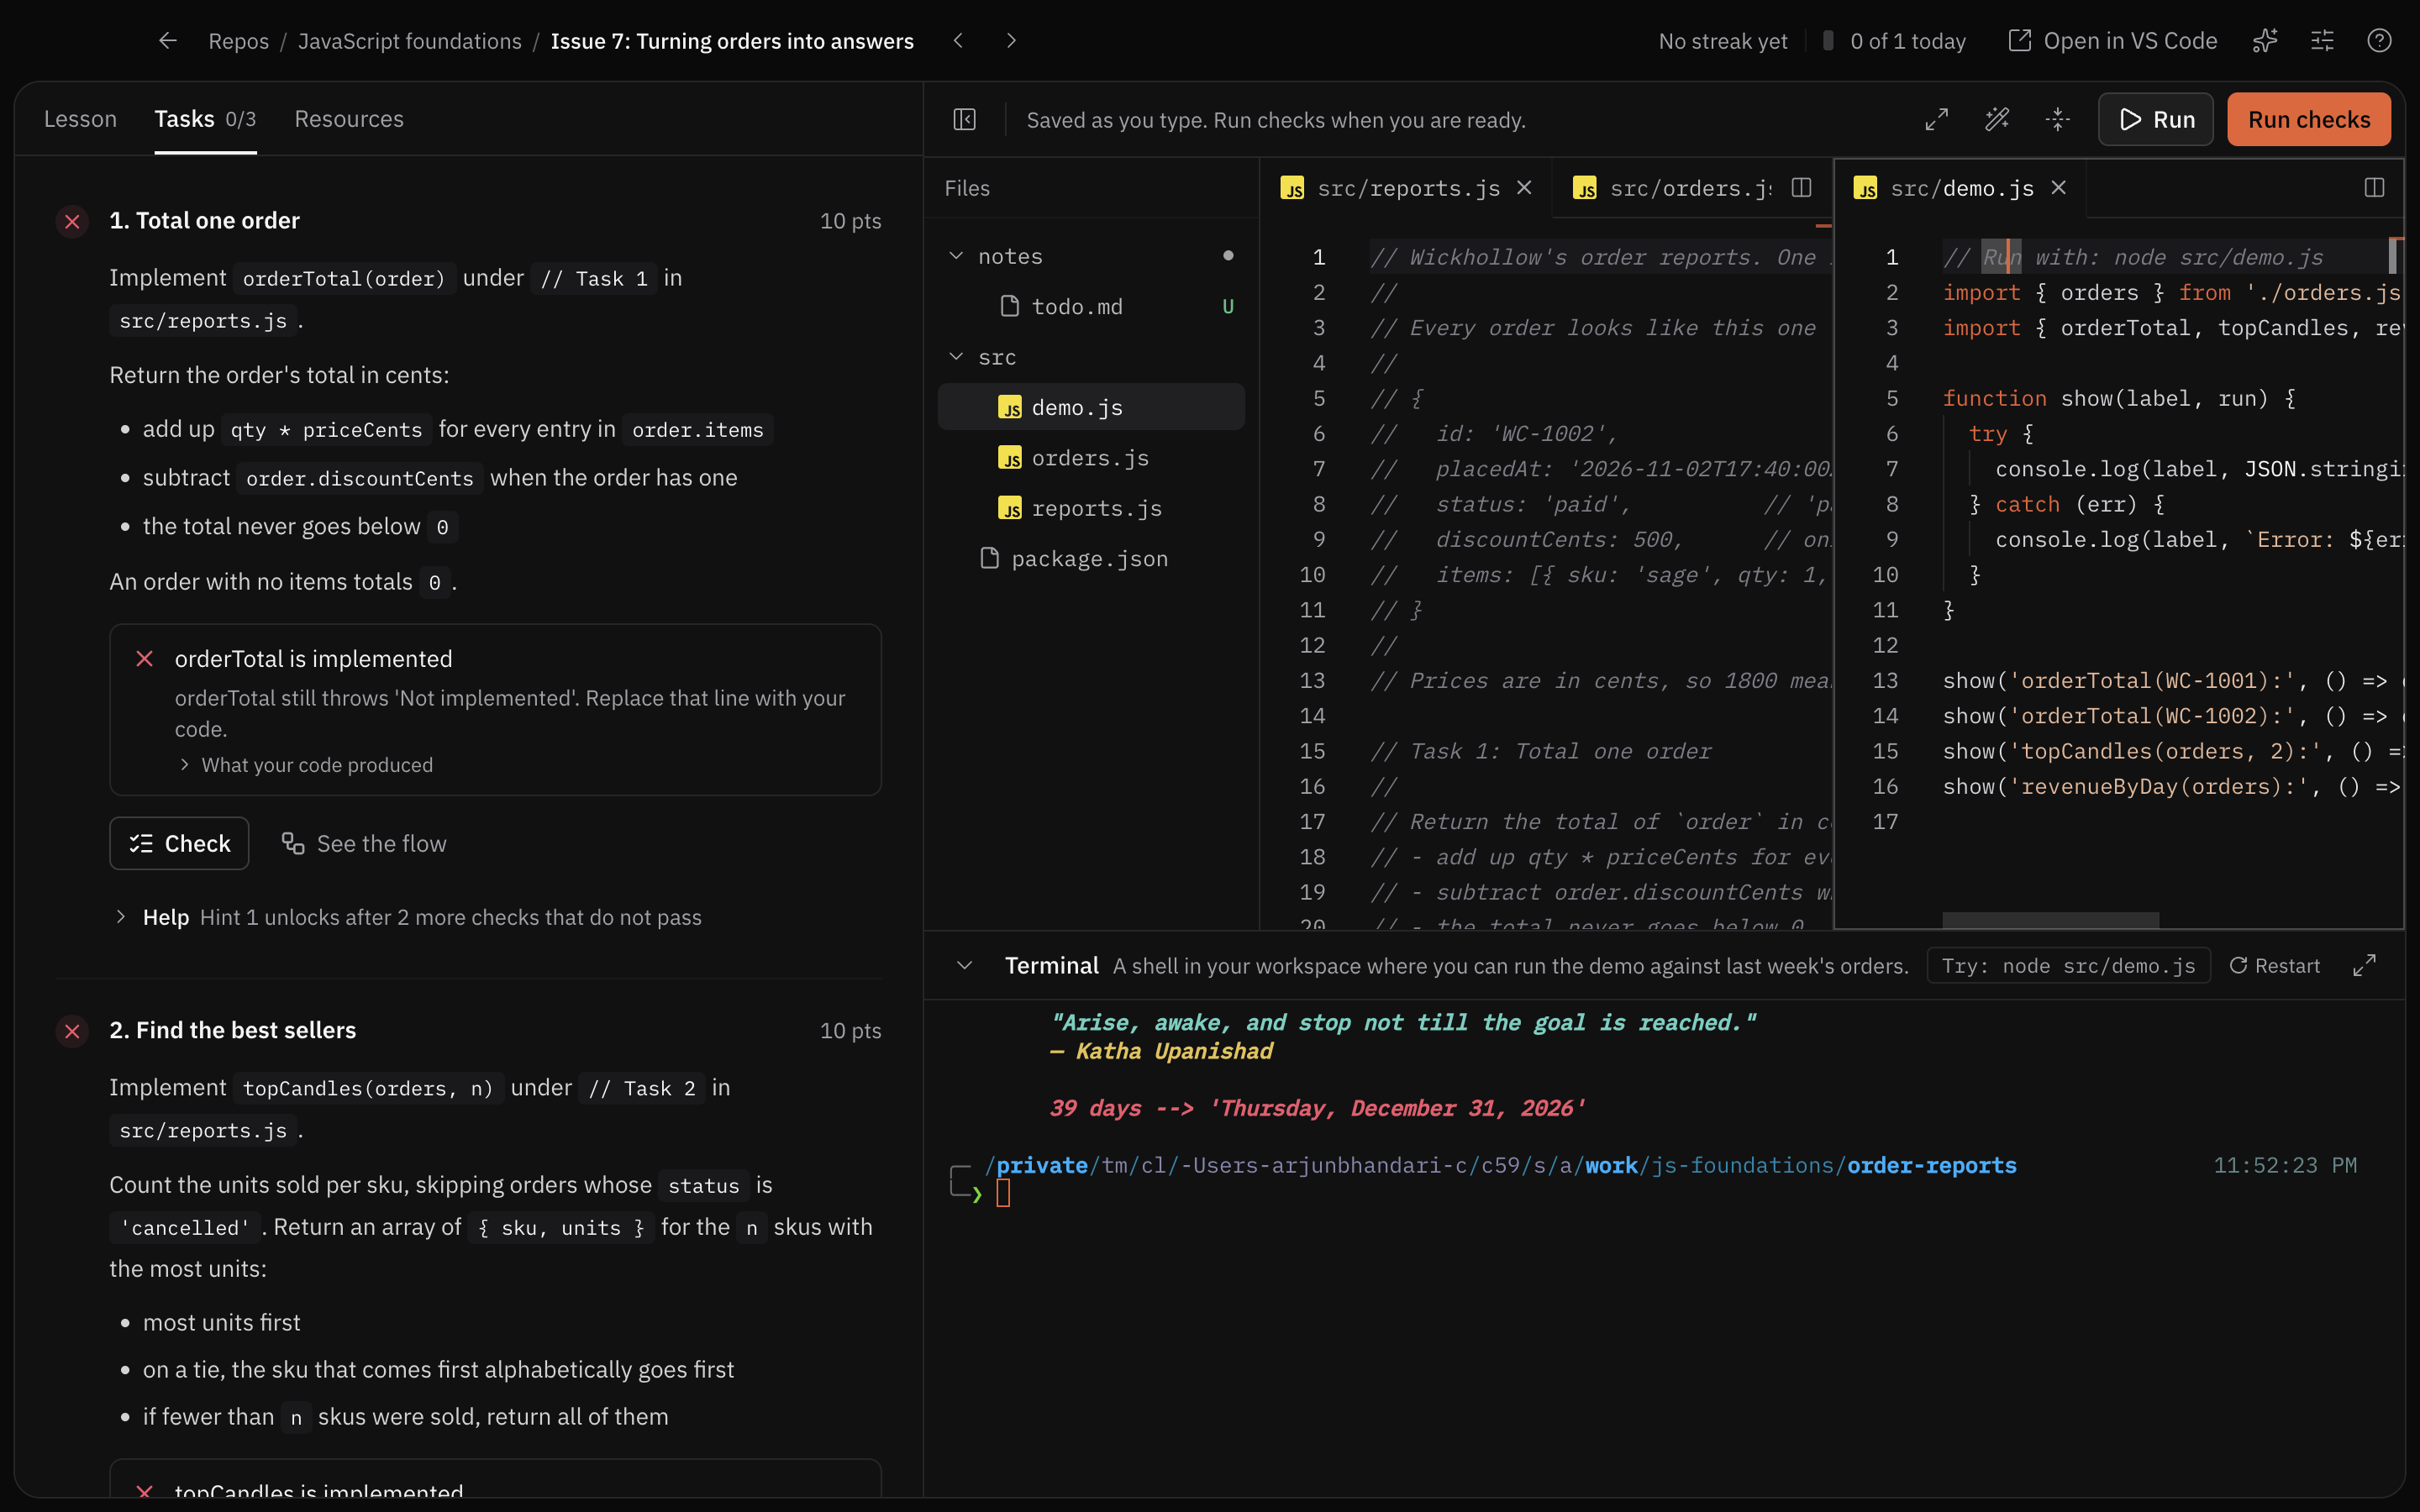 Repos / JavaScript foundations / Issue 7: Turning orders into answers
No streak yet
0 of 1 today
Open in VS Code
Lesson
Tasks 0/3
Resources
1. Total one order
10 pts
Implement orderTotal(order) under // Task 1 in
src/reports.js .
Return the order's total in cents:
• add up qty * priceCents for every entry in order.items
• subtract order.discountCents when the order has one
• the total never goes below 0
An order with no items totals 0 .
orderTotal is implemented
orderTotal still throws 'Not implemented'. Replace that line with your
code.
What your code produced
Check
See the flow
Help Hint 1 unlocks after 2 more checks that do not pass
2. Find the best sellers
10 pts
Implement topCandles(orders, n) under // Task 2 in
src/reports.js .
Count the units sold per sku, skipping orders whose status is
'cancelled' . Return an array of { sku, units } for the n skus with
the most units:
• most units first
• on a tie, the sku that comes first alphabetically goes first
• if fewer than n skus were sold, return all of them
topCandles is implemented
Saved as you type. Run checks when you are ready.
Run
Run checks
Files
notes
todo.md U
src
JS demo.js
JS orders.js
JS reports.js
package.json
JS src/reports.js
JS src/orders.js
1 // Wickhollow's order reports. One
2 //
3 // Every order looks like this one
4 //
5 // {
6 //   id: 'WC-1002',
7 //   placedAt: '2026-11-02T17:40:00
8 //   status: 'paid',          // 'p
9 //   discountCents: 500,      // on
10 //   items: [{ sku: 'sage', qty: 1,
11 // }
12 //
13 // Prices are in cents, so 1800 mea
14
15 // Task 1: Total one order
16 //
17 // Return the total of `order` in c
18 // - add up qty * priceCents for ev
19 // - subtract order.discountCents w
20 // - the total never goes below 0
JS src/demo.js
1 // Run with: node src/demo.js
2 import { orders } from './orders.js
3 import { orderTotal, topCandles, re
4
5 function show(label, run) {
6   try {
7     console.log(label, JSON.stringi
8   } catch (err) {
9     console.log(label, `Error: ${er
10   }
11 }
12
13 show('orderTotal(WC-1001):', () =>
14 show('orderTotal(WC-1002):', () =>
15 show('topCandles(orders, 2):', () =
16 show('revenueByDay(orders):', () =>
17
Terminal A shell in your workspace where you can run the demo against last week's orders.
Try: node src/demo.js
Restart
"Arise, awake, and stop not till the goal is reached."
— Katha Upanishad
39 days --> 'Thursday, December 31, 2026'
/private/tm/cl/-Users-arjunbhandari-c/c59/s/a/work/js-foundations/order-reports
11:52:23 PM
❯